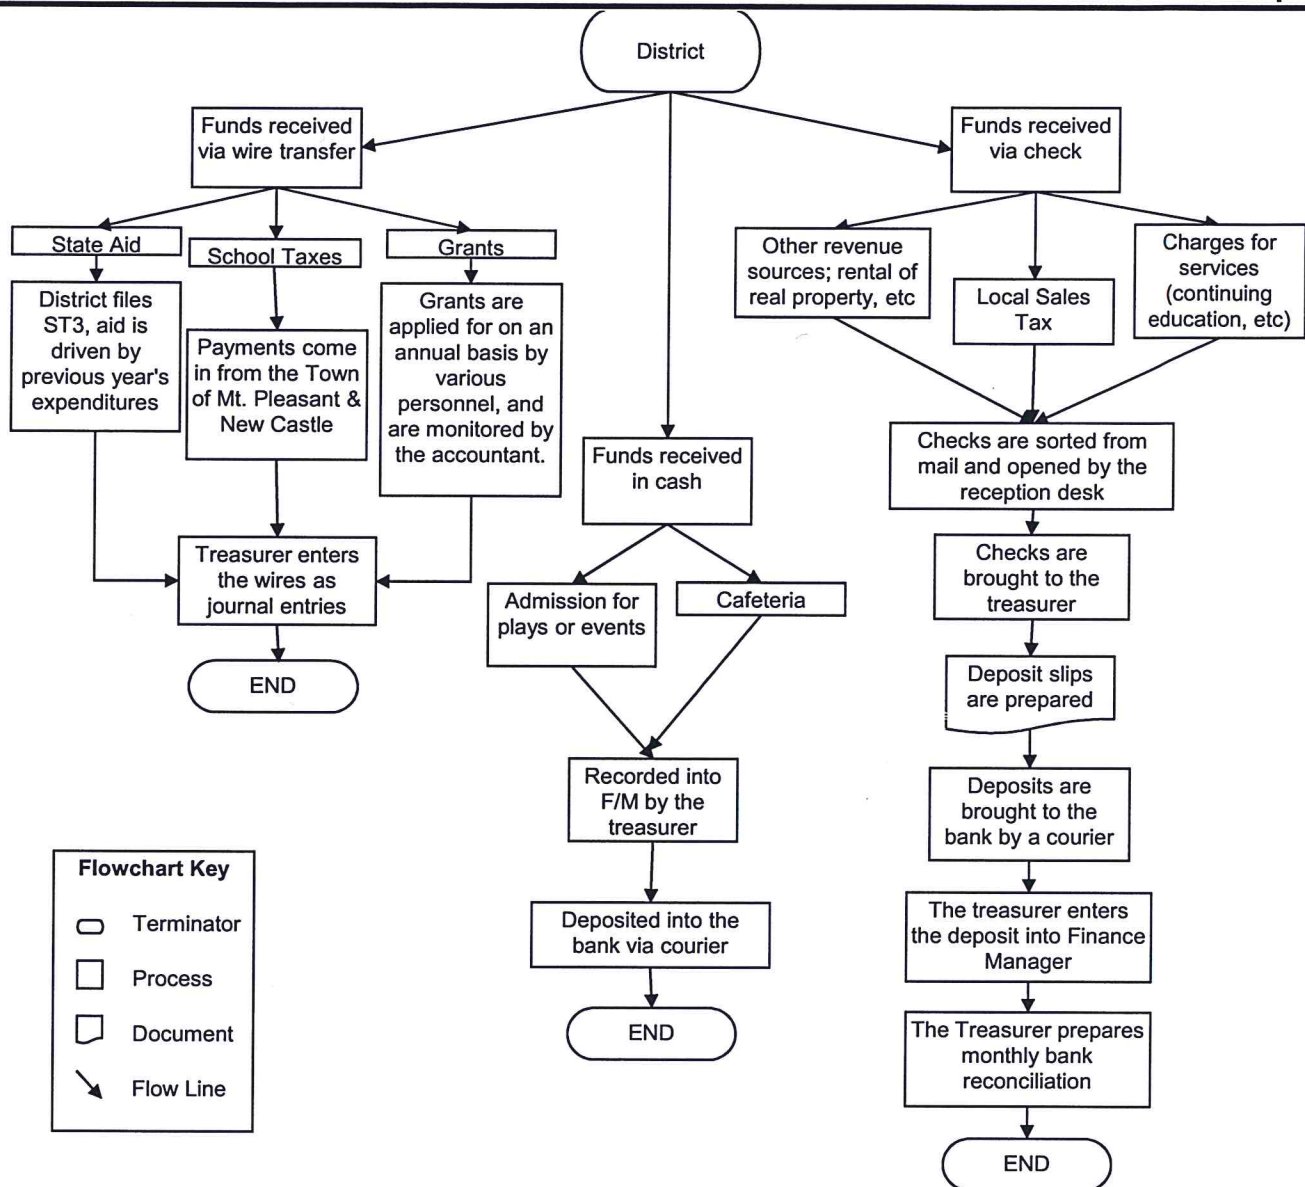 District
Funds received
via wire transfer
State Aid
District files
ST3, aid is
driven by
previous year's
expenditures
School Taxes
Payments come
in from the Town
of Mt. Pleasant &
New Castle
Grants
Grants are
applied for on an
annual basis by
various
personnel, and
are monitored by
the accountant.
Treasurer enters
the wires as
journal entries
END
Funds received
in cash
Admission for
plays or events
Cafeteria
Recorded into
F/M by the
treasurer
Deposited into the
bank via courier
END
Funds received
via check
Other revenue
sources; rental of
real property, etc
Local Sales
Tax
Charges for
services
(continuing
education, etc)
Checks are sorted from
mail and opened by the
reception desk
Checks are
brought to the
treasurer
Deposit slips
are prepared
Deposits are
brought to the
bank by a courier
The treasurer enters
the deposit into Finance
Manager
The Treasurer prepares
monthly bank
reconciliation
END
Flowchart Key
Terminator
Process
Document
Flow Line